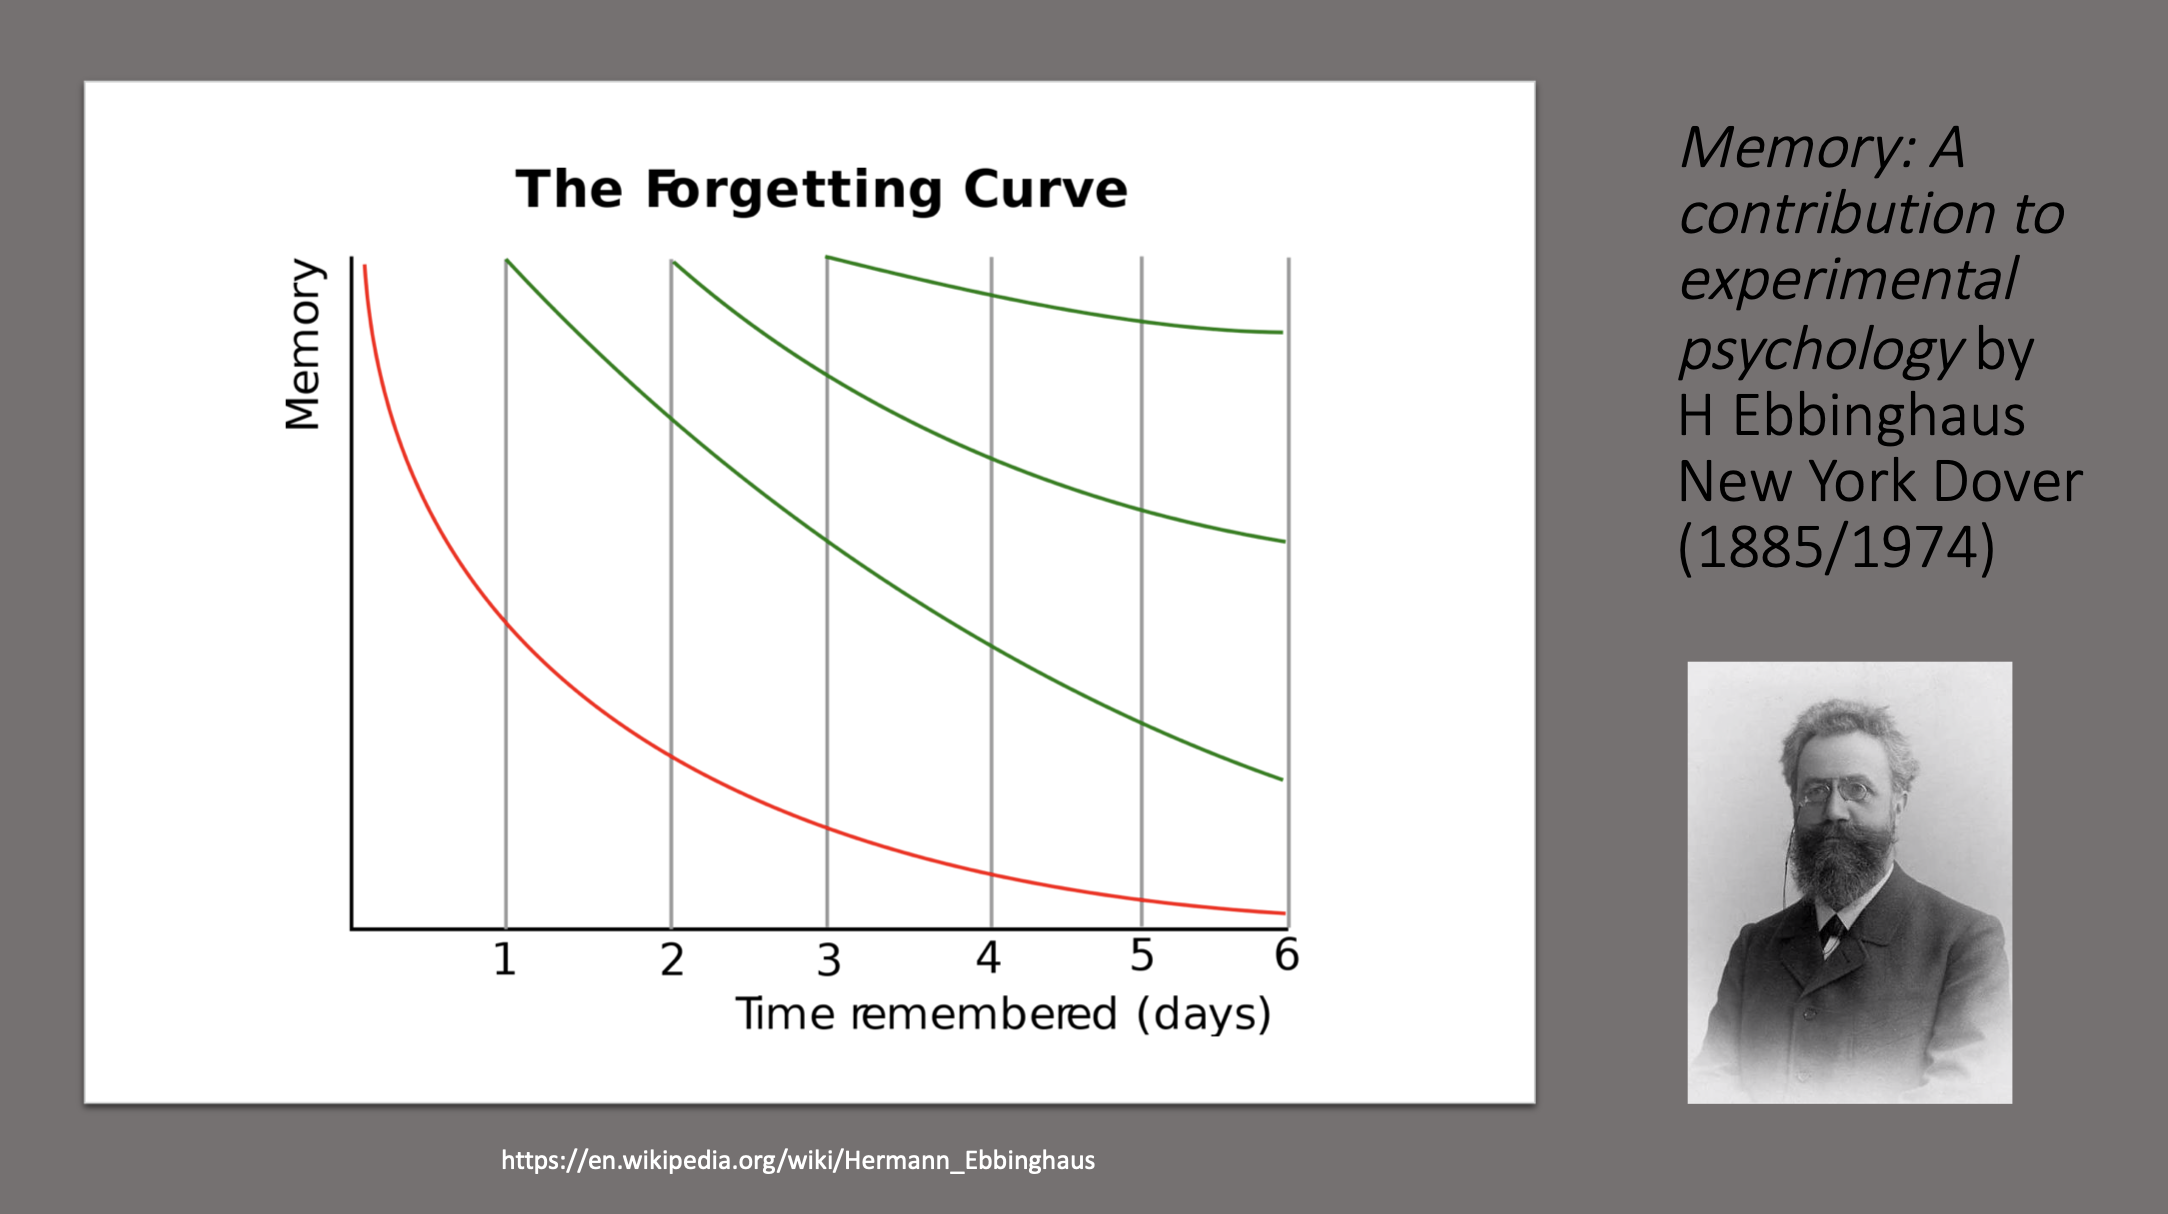 The Forgetting Curve
Memory
1 2 3 4 5 6
Time remembered (days)
https://en.wikipedia.org/wiki/Hermann_Ebbinghaus
Memory: A
contribution to
experimental
psychology by
H Ebbinghaus
New York Dover
(1885/1974)